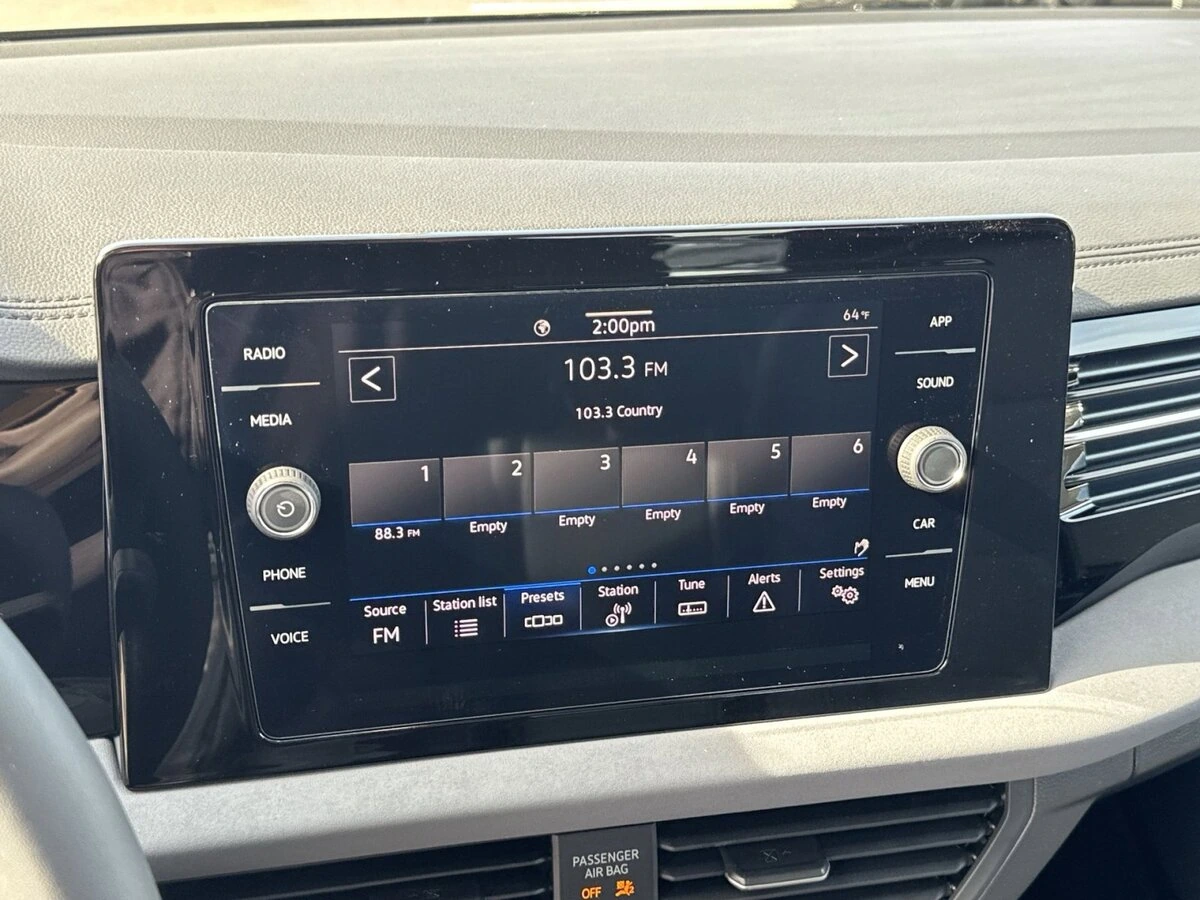 2:00pm
64°F
RADIO
MEDIA
PHONE
VOICE
APP
SOUND
CAR
MENU
103.3 FM
103.3 Country
1
2
3
4
5
6
88.3 FM
Empty
Empty
Empty
Empty
Empty
Source
FM
Station list
Presets
Station
Tune
Alerts
Settings
PASSENGER
AIR BAG
OFF